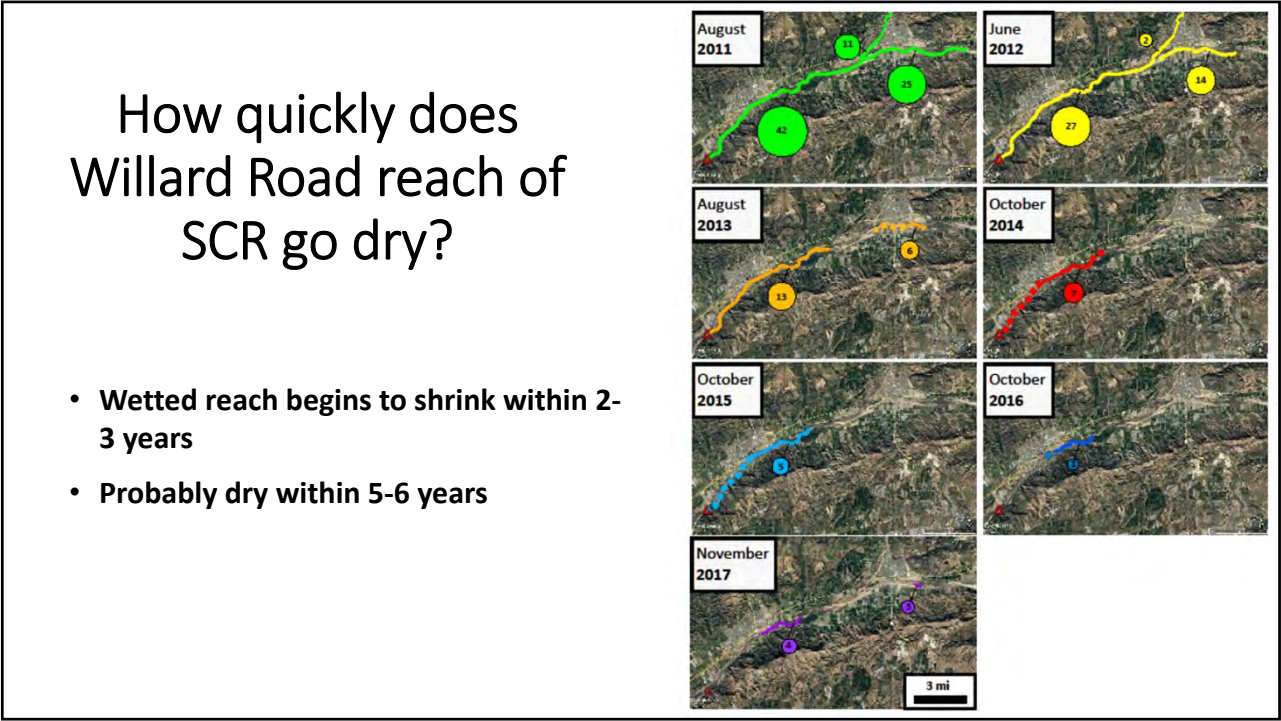 How quickly does
Willard Road reach of
SCR go dry?
• Wetted reach begins to shrink within 2-
3 years
• Probably dry within 5-6 years
August
2011
11
25
42
June
2012
2
14
27
August
2013
6
13
October
2014
7
October
2015
5
October
2016
3
November
2017
3
4
3 mi